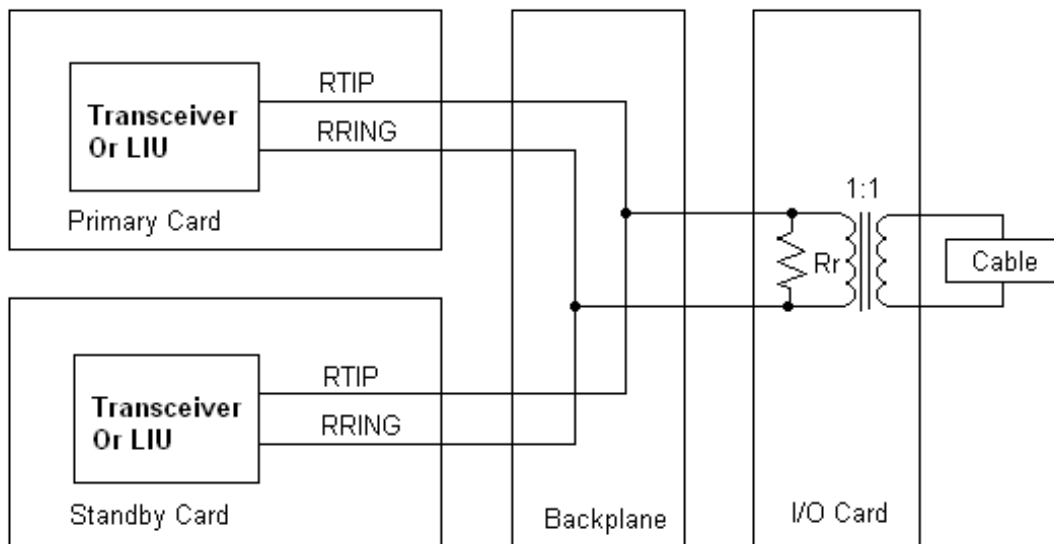 RTIP
RRING
Transceiver
Or LIU
Primary Card
1:1
Rr
Cable
RTIP
RRING
Transceiver
Or LIU
Standby Card
Backplane
I/O Card